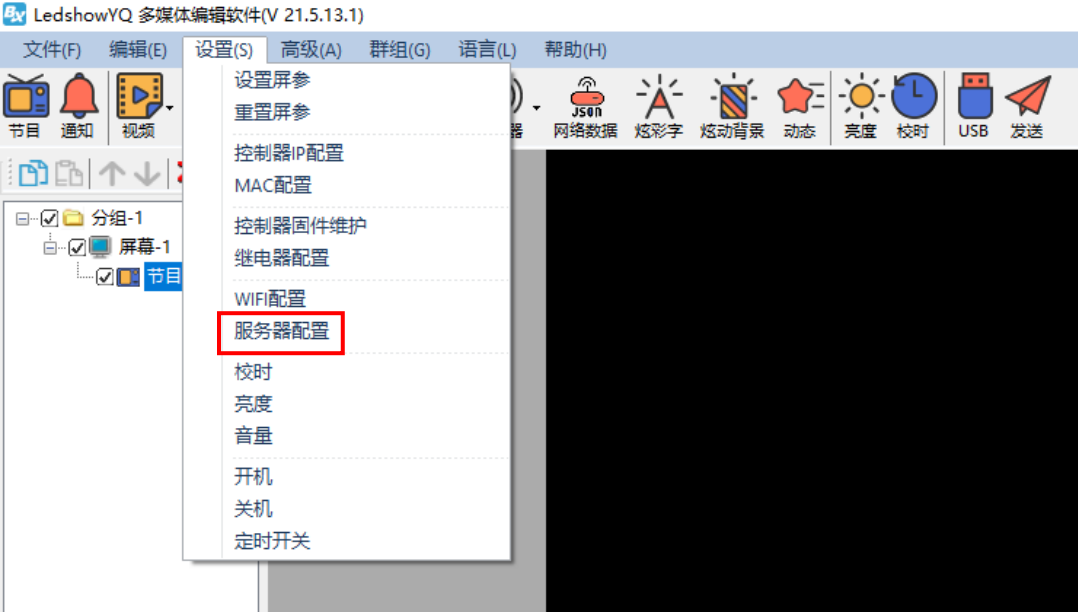 BX LedshowYQ 多媒体编辑软件(V 21.5.13.1)
文件(F) 编辑(E) 设置(S) 高级(A) 群组(G) 语言(L) 帮助(H)
节目 通知 视频 器 网络数据 炫彩字 炫动背景 动态 亮度 校时 USB 发送
JSON
设置屏参
重置屏参
控制器IP配置
MAC配置
控制器固件维护
继电器配置
WIFI配置
服务器配置
校时
亮度
音量
开机
关机
定时开关
分组-1
屏幕-1
节目